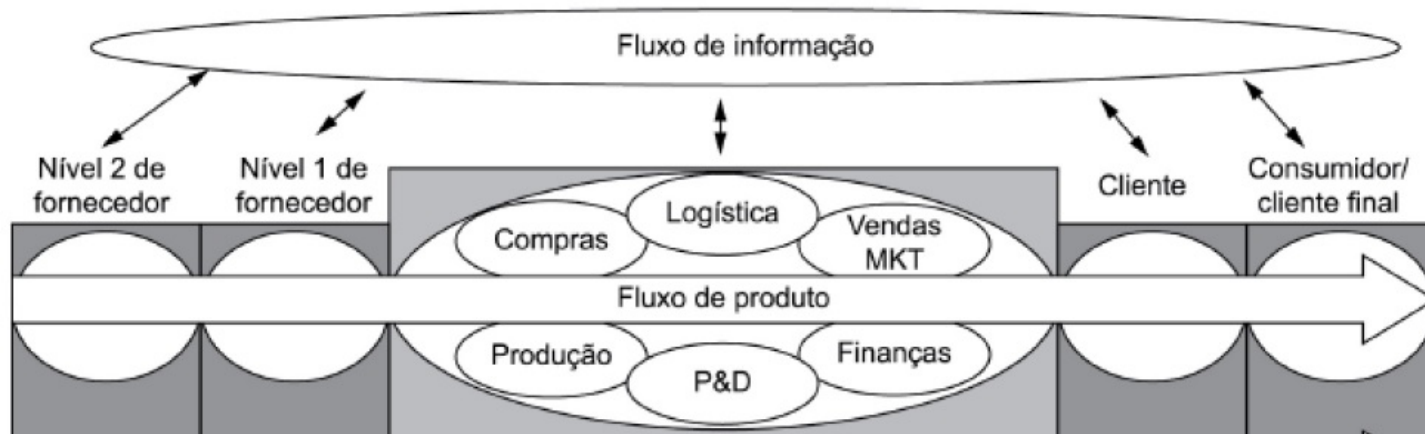 Fluxo de informação
Nível 2 de
fornecedor
Nível 1 de
fornecedor
Cliente
Consumidor/
cliente final
Logística
Compras
Vendas
MKT
Fluxo de produto
Produção
P&D
Finanças